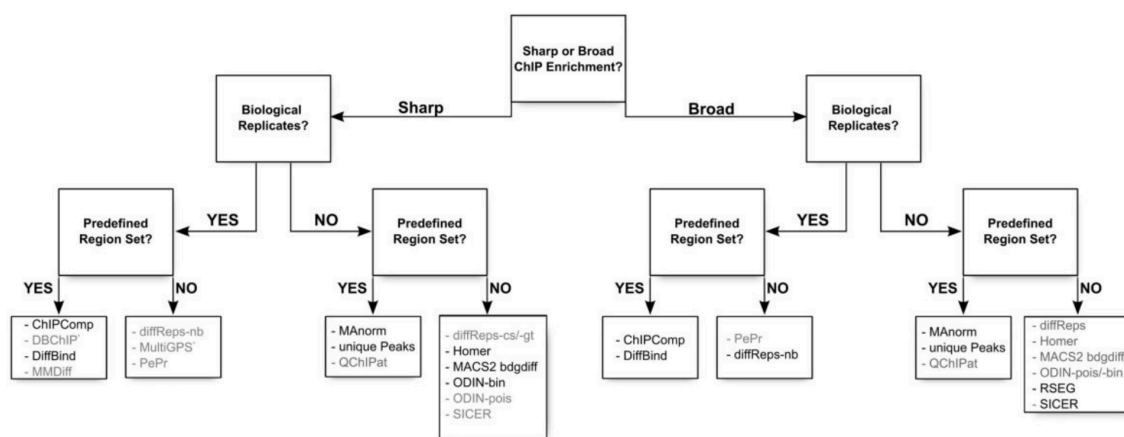 Sharp or Broad
ChIP Enrichment?
Biological
Replicates?
Sharp
Broad
Biological
Replicates?
Predefined
Region Set?
YES
NO
Predefined
Region Set?
Predefined
Region Set?
YES
NO
Predefined
Region Set?
YES
NO
YES
NO
YES
NO
YES
NO
- ChIPComp
- DBChIP`
- DiffBind
- MMDiff
- diffReps-nb
- MultiGPS`
- PePr
- MAnorm
- unique Peaks
- QChIPat
- diffReps-cs/-gt
- Homer
- MACS2 bdgdiff
- ODIN-bin
- ODIN-pois
- SICER
- ChIPComp
- DiffBind
- PePr
- diffReps-nb
- MAnorm
- unique Peaks
- QChIPat
- diffReps
- Homer
- MACS2 bdgdiff
- ODIN-pois/-bin
- RSEG
- SICER